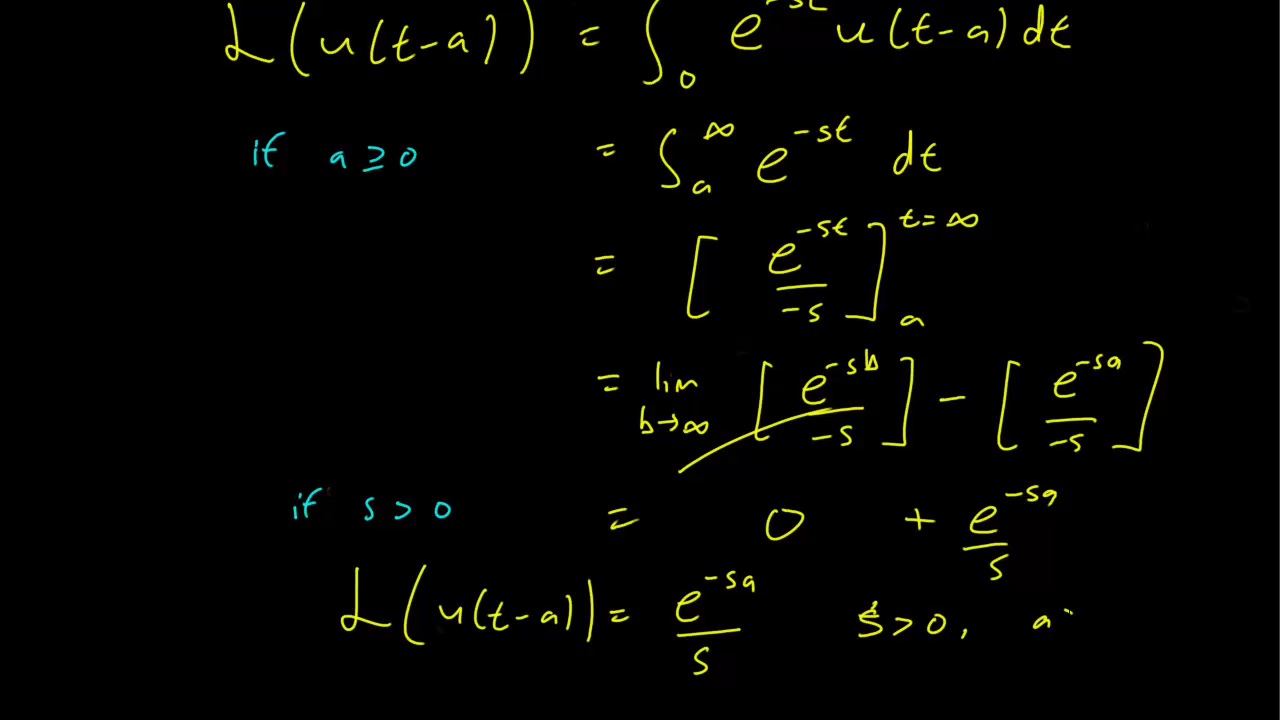 L(u(t-a)) = ∫₀ e^{-st} u(t-a) dt
if a ≥ 0 = ∫ₐ^∞ e^{-st} dt
= [ e^{-st}/-s ]ₐ^{t=∞}
= lim_{b→∞} [ e^{-sb}/-s ] - [ e^{-sa}/-s ]
if s > 0 = 0 + e^{-sa}/s
L(u(t-a)) = e^{-sa}/s s > 0, a